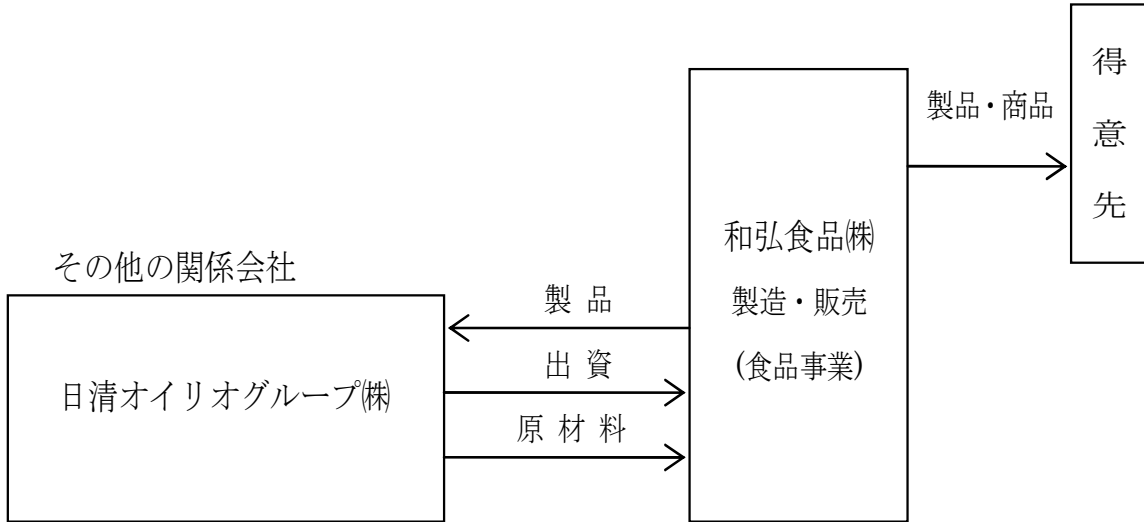 得意先
製品・商品
和弘食品㈱
製造・販売
(食品事業)
その他の関係会社
日清オイリオグループ㈱
製品
出資
原材料